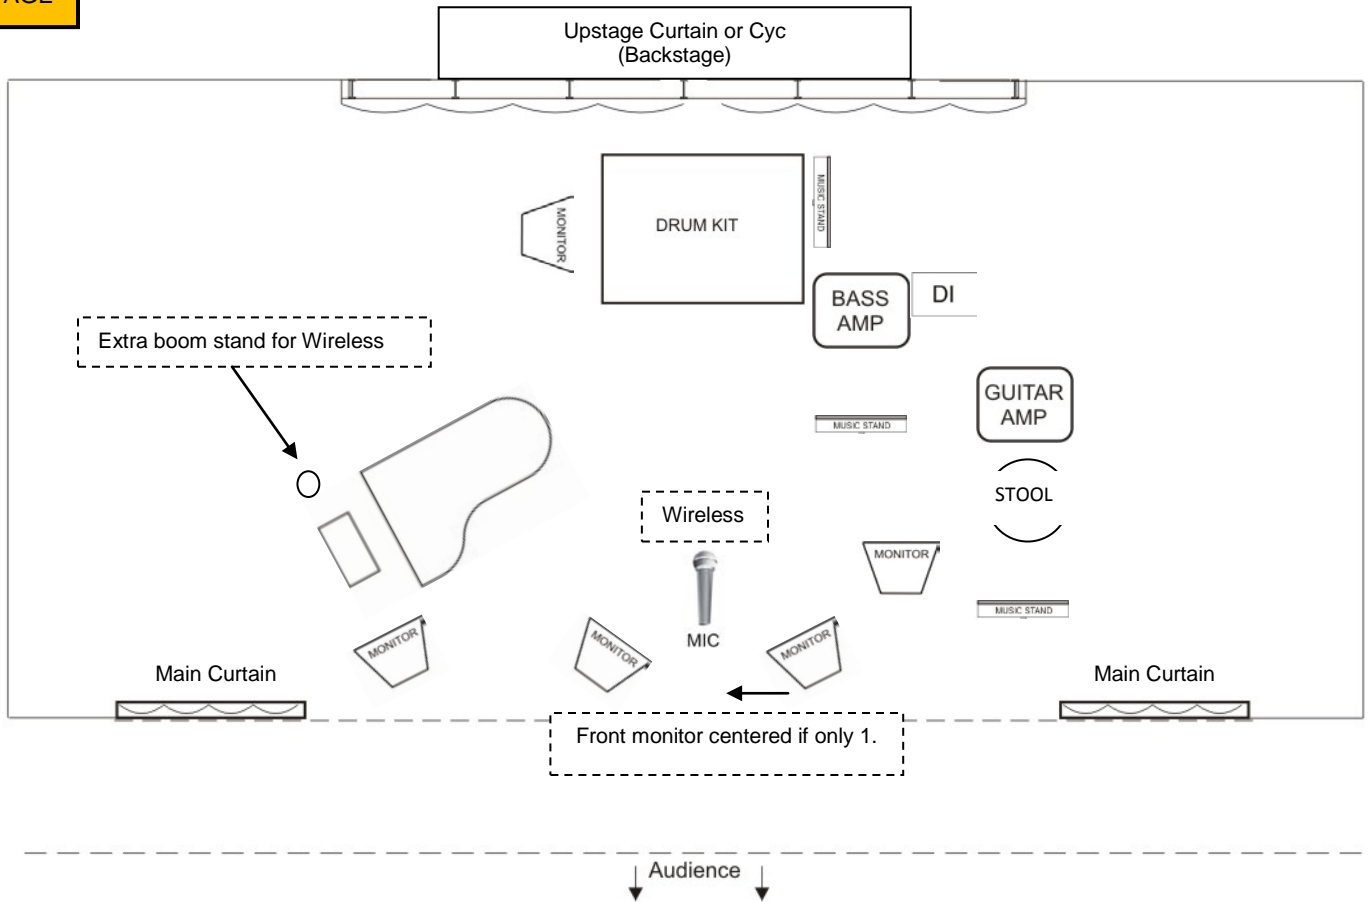 Upstage Curtain or Cyc
(Backstage)
MONITOR
DRUM KIT
MUSIC STAND
BASS
AMP
DI
Extra boom stand for Wireless
GUITAR
AMP
MUSIC STAND
STOOL
Wireless
MONITOR
MUSIC STAND
MONITOR
MONITOR
MIC
MONITOR
Main Curtain
Main Curtain
Front monitor centered if only 1.
Audience